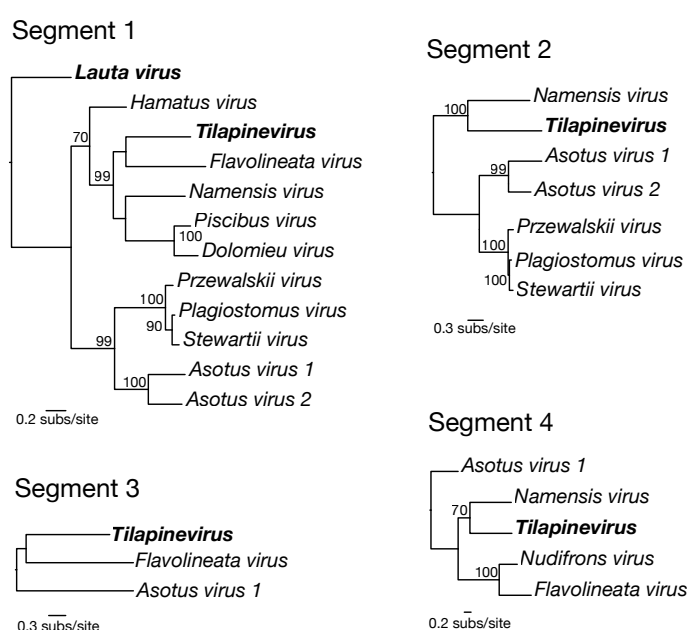 Segment 1
Lauta virus
Hamatus virus
70
Tilapinevirus
Flavolineata virus
99
Namensis virus
Piscibus virus
100
Dolomieu virus
Przewalskii virus
100
Plagiostomus virus
90
Stewartii virus
99
Asotus virus 1
100
Asotus virus 2
0.2 subs/site
Segment 2
Namensis virus
100
Tilapinevirus
Asotus virus 1
99
Asotus virus 2
Przewalskii virus
100
Plagiostomus virus
100
Stewartii virus
0.3 subs/site
Segment 3
Tilapinevirus
Flavolineata virus
Asotus virus 1
0.3 subs/site
Segment 4
Asotus virus 1
Namensis virus
70
Tilapinevirus
Nudifrons virus
100
Flavolineata virus
0.2 subs/site